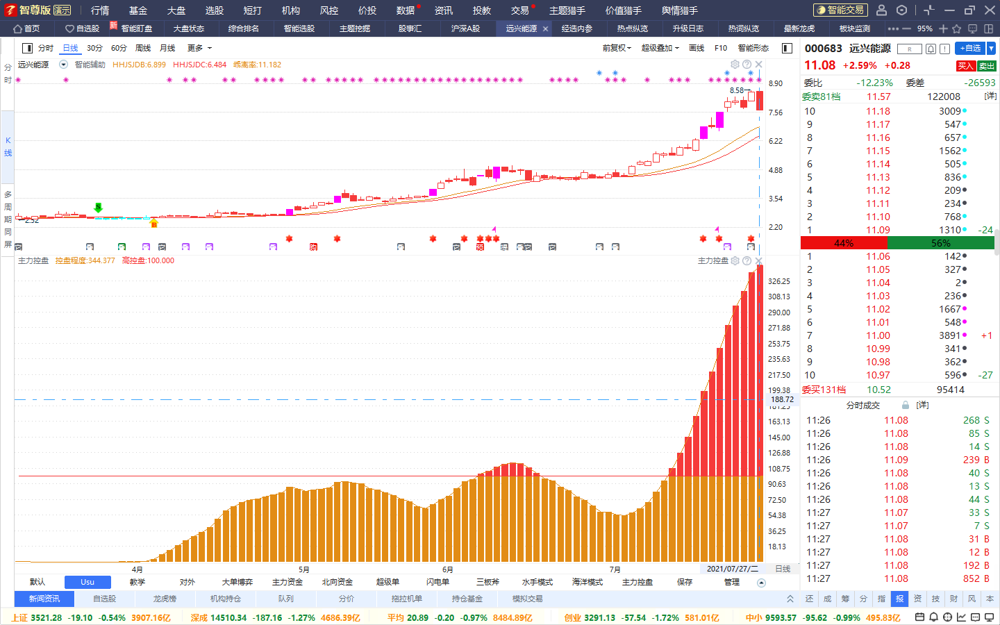 智尊版 演示 行情 基金 大盘 选股 短打 机构 风控 价投 数据 资讯 投教 交易 主题猎手 价值猎手 舆情猎手 智能交易
首页 自选股 新 智能盯盘 大盘状态 综合排名 智能选股 主题挖掘 股事汇 沪深A股 远兴能源 经选内参 热点纵览 升级日志 热词纵览 最新龙虎 板块监测 95%
分时 日线 30分 60分 周线 月线 更多 前复权 超级叠加 画线 F10 智能形态
远兴能源 智能辅助 HHJSJDB:6.899 HHJSJDC:6.484 乖离率:11.182
分时
K线
多周期同屏
8.90
8.58
7.56
6.22
4.88
3.54
2.52
2.20
S
B
主力控盘 控盘程度:344.377 高控盘:100.000 主力控盘
326.25
308.13
290.00
271.88
253.75
235.63
217.50
199.38
188.72
181.25
163.13
145.00
126.88
108.75
90.63
72.50
54.38
36.25
18.13
4月 5月 6月 7月 2021/07/27/二 日线
默认 Usu 教学 对外 大单博弈 主力资金 北向资金 超级单 闪电单 三板斧 水手模式 海洋模式 主力控盘 保存 管理
新闻资讯 自选股 龙虎榜 机构持仓 队列 分价 拖拉机单 持仓基金 模拟交易
还 成 筹 分 指 报 资 技 财 风 本
000683 远兴能源 R +自选
11.08 +2.59% +0.28 买入 卖出
委比 -12.23% 委差 -26593
委卖81档 11.57 122008 [详]
10 11.18 3009
9 11.17 547
8 11.16 657
7 11.15 1562
6 11.14 505
5 11.13 836
4 11.12 209
3 11.11 234
2 11.10 768
1 11.09 1310 -24
44% 56%
1 11.06 142
2 11.05 327
3 11.04 2
4 11.03 236
5 11.02 1667
6 11.01 548
7 11.00 3891 +1
8 10.99 341
9 10.98 362
10 10.97 596 -27
委买131档 10.52 95414
分时成交 [详]
11:26 11.08 268 S
11:26 11.08 85 S
11:26 11.08 14 S
11:26 11.09 239 B
11:26 11.08 40 S
11:26 11.08 13 S
11:26 11.08 44 S
11:27 11.07 33 S
11:27 11.07 7 S
11:27 11.08 31 B
11:27 11.08 12 B
11:27 11.08 192 B
11:27 11.08 852 B
上证 3521.28 -19.10 -0.54% 3907.16亿 深成 14510.34 -187.16 -1.27% 4686.39亿 平均 20.89 -0.20 -0.97% 8484.89亿 创业 3291.13 -57.54 -1.72% 581.01亿 中小 9593.57 -95.62 -0.99% 495.83亿